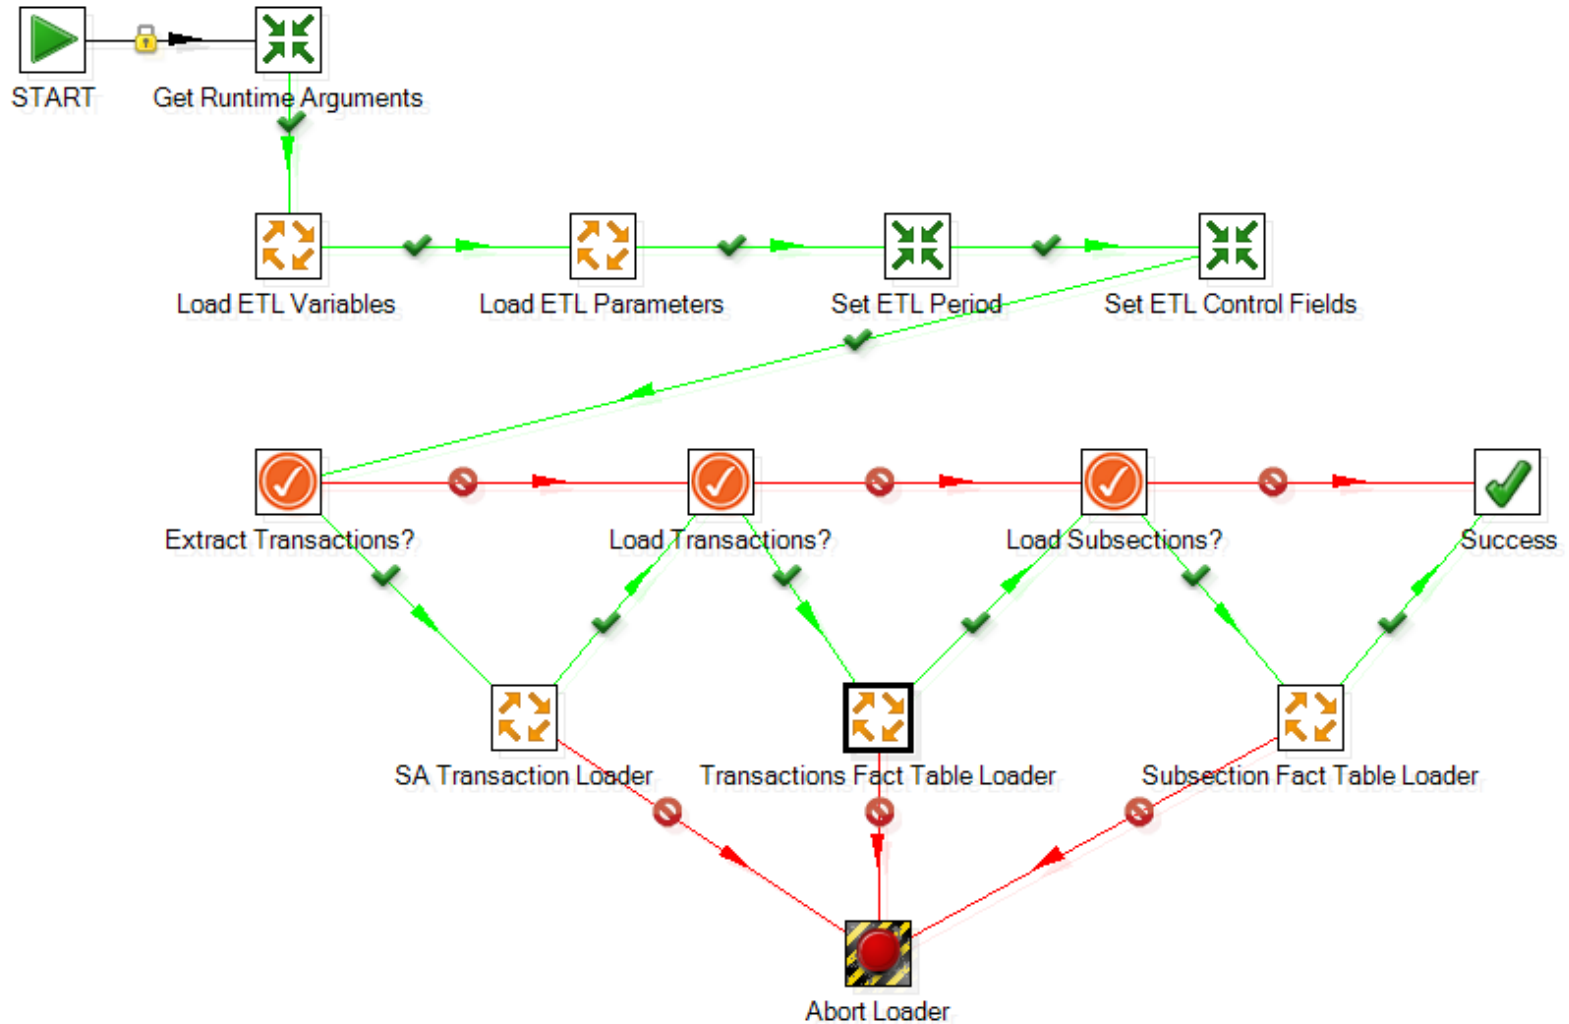 START
Get Runtime Arguments
Load ETL Variables
Load ETL Parameters
Set ETL Period
Set ETL Control Fields
Extract Transactions?
Load Transactions?
Load Subsections?
Success
SA Transaction Loader
Transactions Fact Table Loader
Subsection Fact Table Loader
Abort Loader